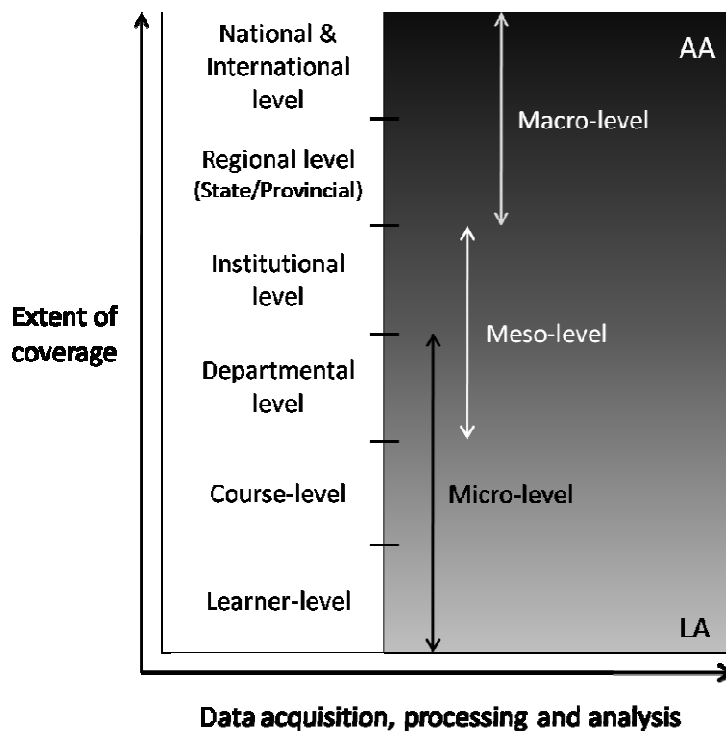 National &
International
level
AA
Macro-level
Regional level
(State/Provincial)
Institutional
level
Extent of
coverage
Meso-level
Departmental
level
Course-level
Micro-level
Learner-level
LA
Data acquisition, processing and analysis